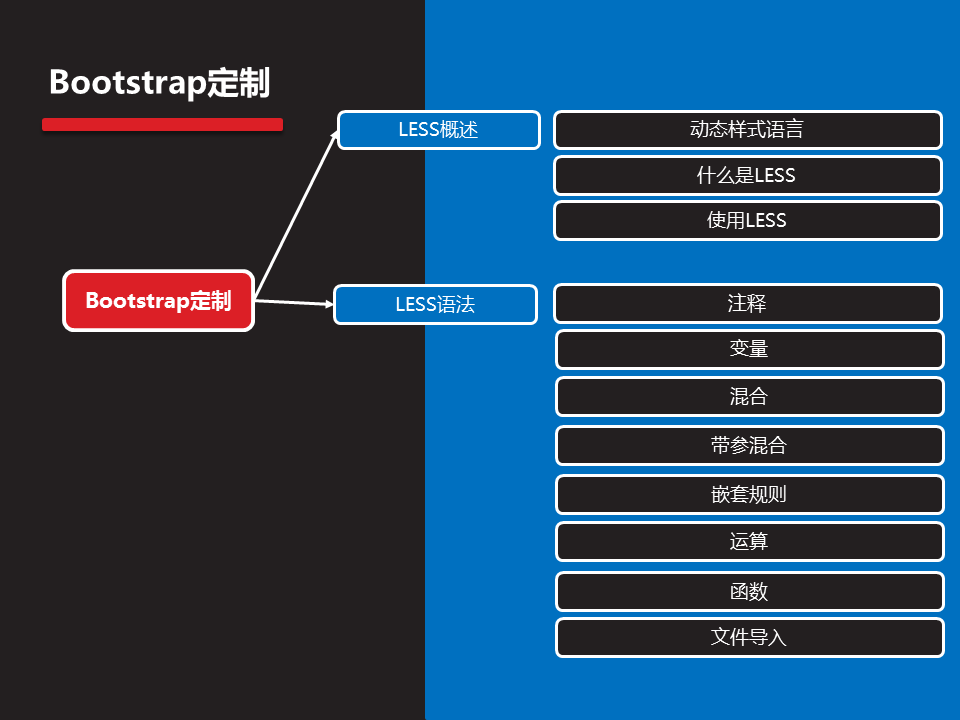 Bootstrap定制
LESS概述
动态样式语言
什么是LESS
使用LESS
Bootstrap定制
LESS语法
注释
变量
混合
带参混合
嵌套规则
运算
函数
文件导入